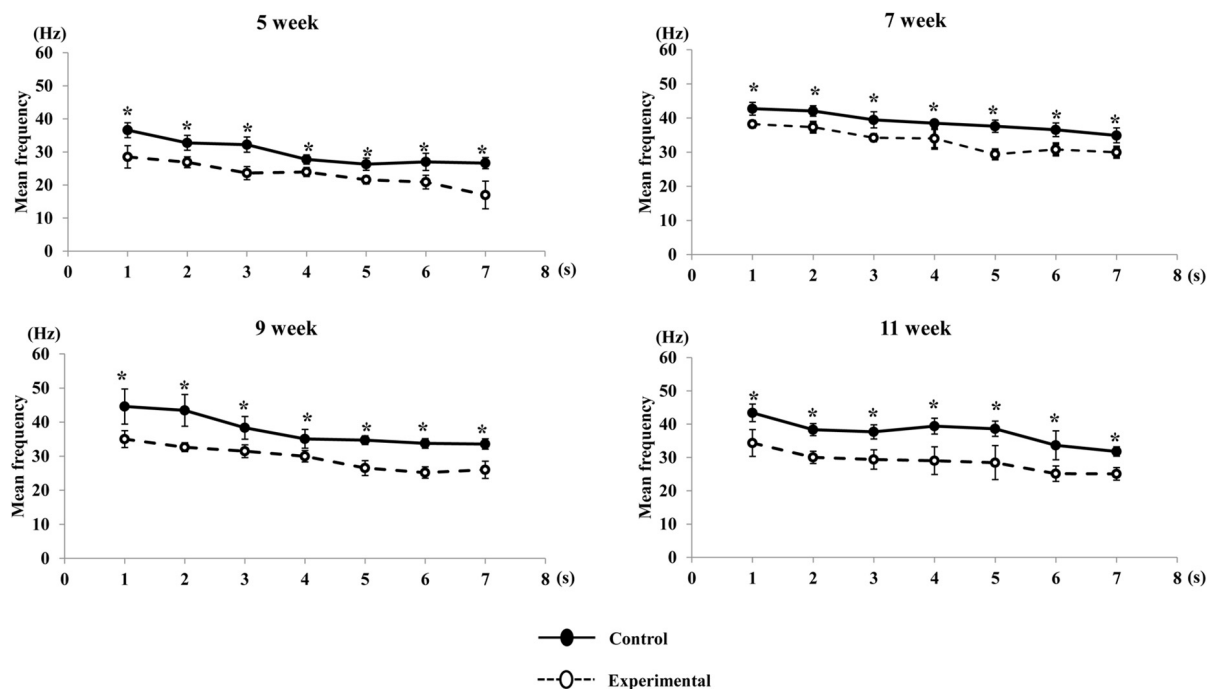 5 week
(Hz)
60
50
40
30
20
10
0
Mean frequency
* * * * * * *
0 1 2 3 4 5 6 7 8 (s)
7 week
(Hz)
60
50
40
30
20
10
0
Mean frequency
* * * * * * *
0 1 2 3 4 5 6 7 8 (s)
9 week
(Hz)
60
50
40
30
20
10
0
Mean frequency
* * * * * * *
0 1 2 3 4 5 6 7 8 (s)
11 week
(Hz)
60
50
40
30
20
10
0
Mean frequency
* * * * * * *
0 1 2 3 4 5 6 7 8 (s)
Control
Experimental